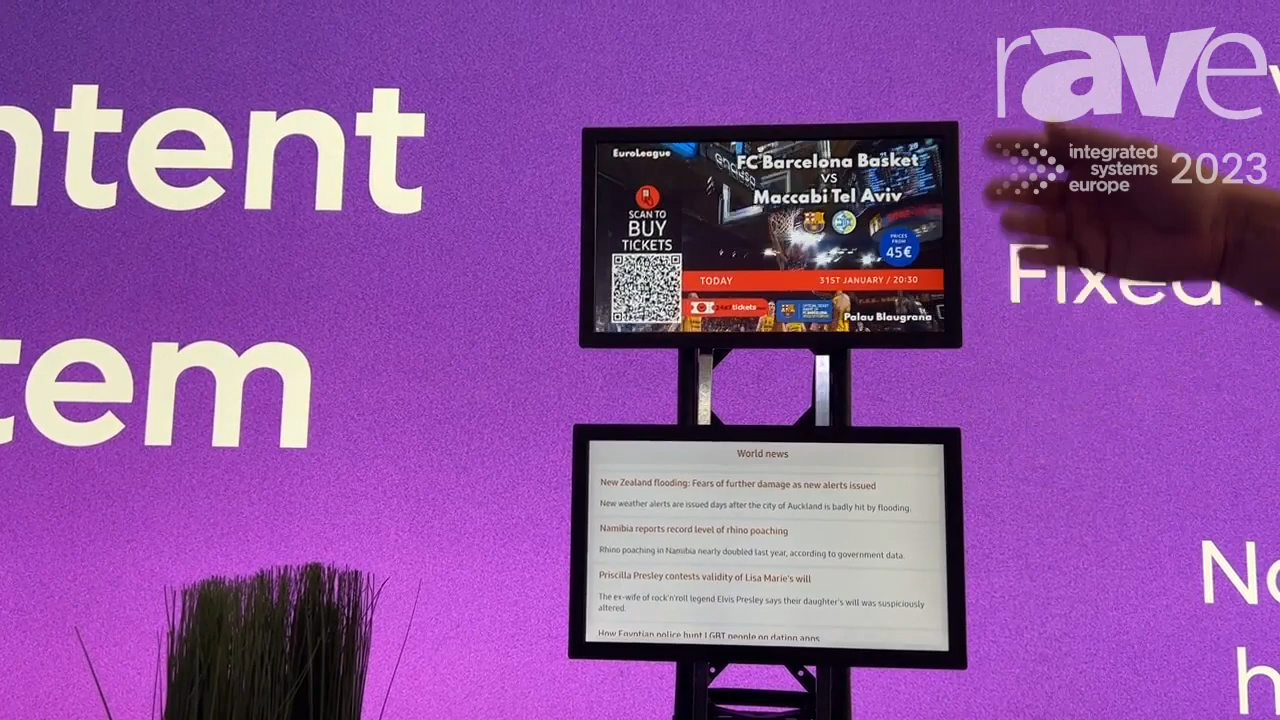 ntent
tem
rave
integrated
systems
europe
2023
Fixed
No
h
EuroLeague
FC Barcelona Basket
VS
Maccabi Tel Aviv
SCAN TO
BUY
TICKETS
PRICES
FROM
45€
TODAY
31ST JANUARY / 20:30
tickets
Palau Blaugrana
World news
New Zealand flooding: Fears of further damage as new alerts issued
New weather alerts are issued days after the city of Auckland is badly hit by flooding.
Namibia reports record level of rhino poaching
Rhino poaching in Namibia nearly doubled last year, according to government data.
Priscilla Presley contests validity of Lisa Marie's will
The ex-wife of rock'n'roll legend Elvis Presley says their daughter's will was suspiciously
altered.
How Egyptian police hunt LGBT people on dating apps